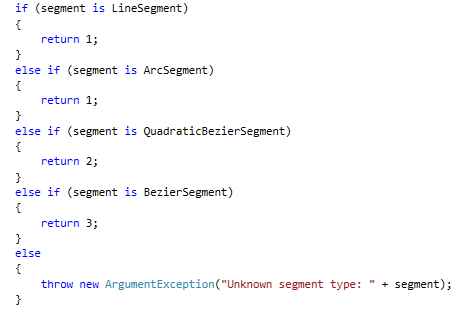 if (segment is LineSegment)
{
    return 1;
}
else if (segment is ArcSegment)
{
    return 1;
}
else if (segment is QuadraticBezierSegment)
{
    return 2;
}
else if (segment is BezierSegment)
{
    return 3;
}
else
{
    throw new ArgumentException("Unknown segment type: " + segment);
}